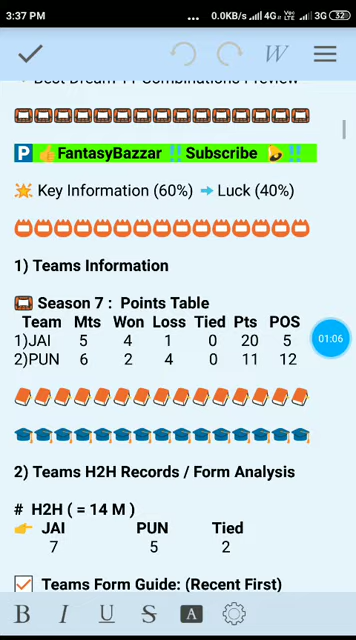 3:37 PM ... 0.0KB/s 4G Vo LTE 3G 32
W
Best Dream 11 Combinations Preview
P 👍FantasyBazzar ‼️Subscribe 🔔‼️
Key Information (60%) ➡ Luck (40%)
1) Teams Information
Season 7 : Points Table
Team Mts Won Loss Tied Pts POS
1)JAI 5 4 1 0 20 5
2)PUN 6 2 4 0 11 12
01:06
2) Teams H2H Records / Form Analysis
# H2H ( = 14 M )
👉 JAI PUN Tied
7 5 2
Teams Form Guide: (Recent First)
B I U S A